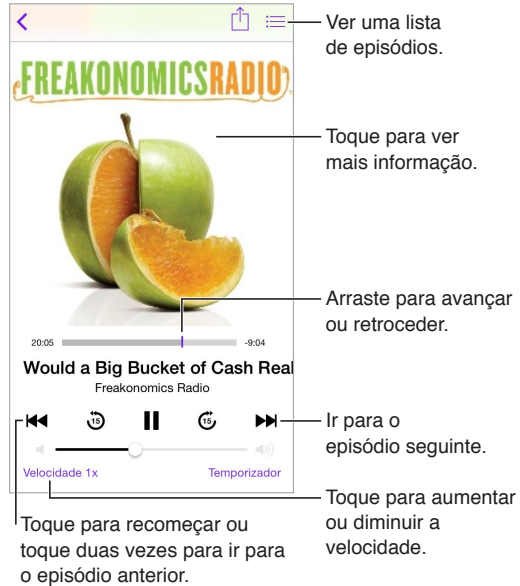 Ver uma lista
de episódios.
FREAKONOMICSRADIO
Toque para ver
mais informação.
Arraste para avançar
ou retroceder.
20:05
-9:04
Would a Big Bucket of Cash Real
Freakonomics Radio
15
15
Ir para o
episódio seguinte.
Velocidade 1x
Temporizador
Toque para aumentar
ou diminuir a
velocidade.
Toque para recomeçar ou
toque duas vezes para ir para
o episódio anterior.